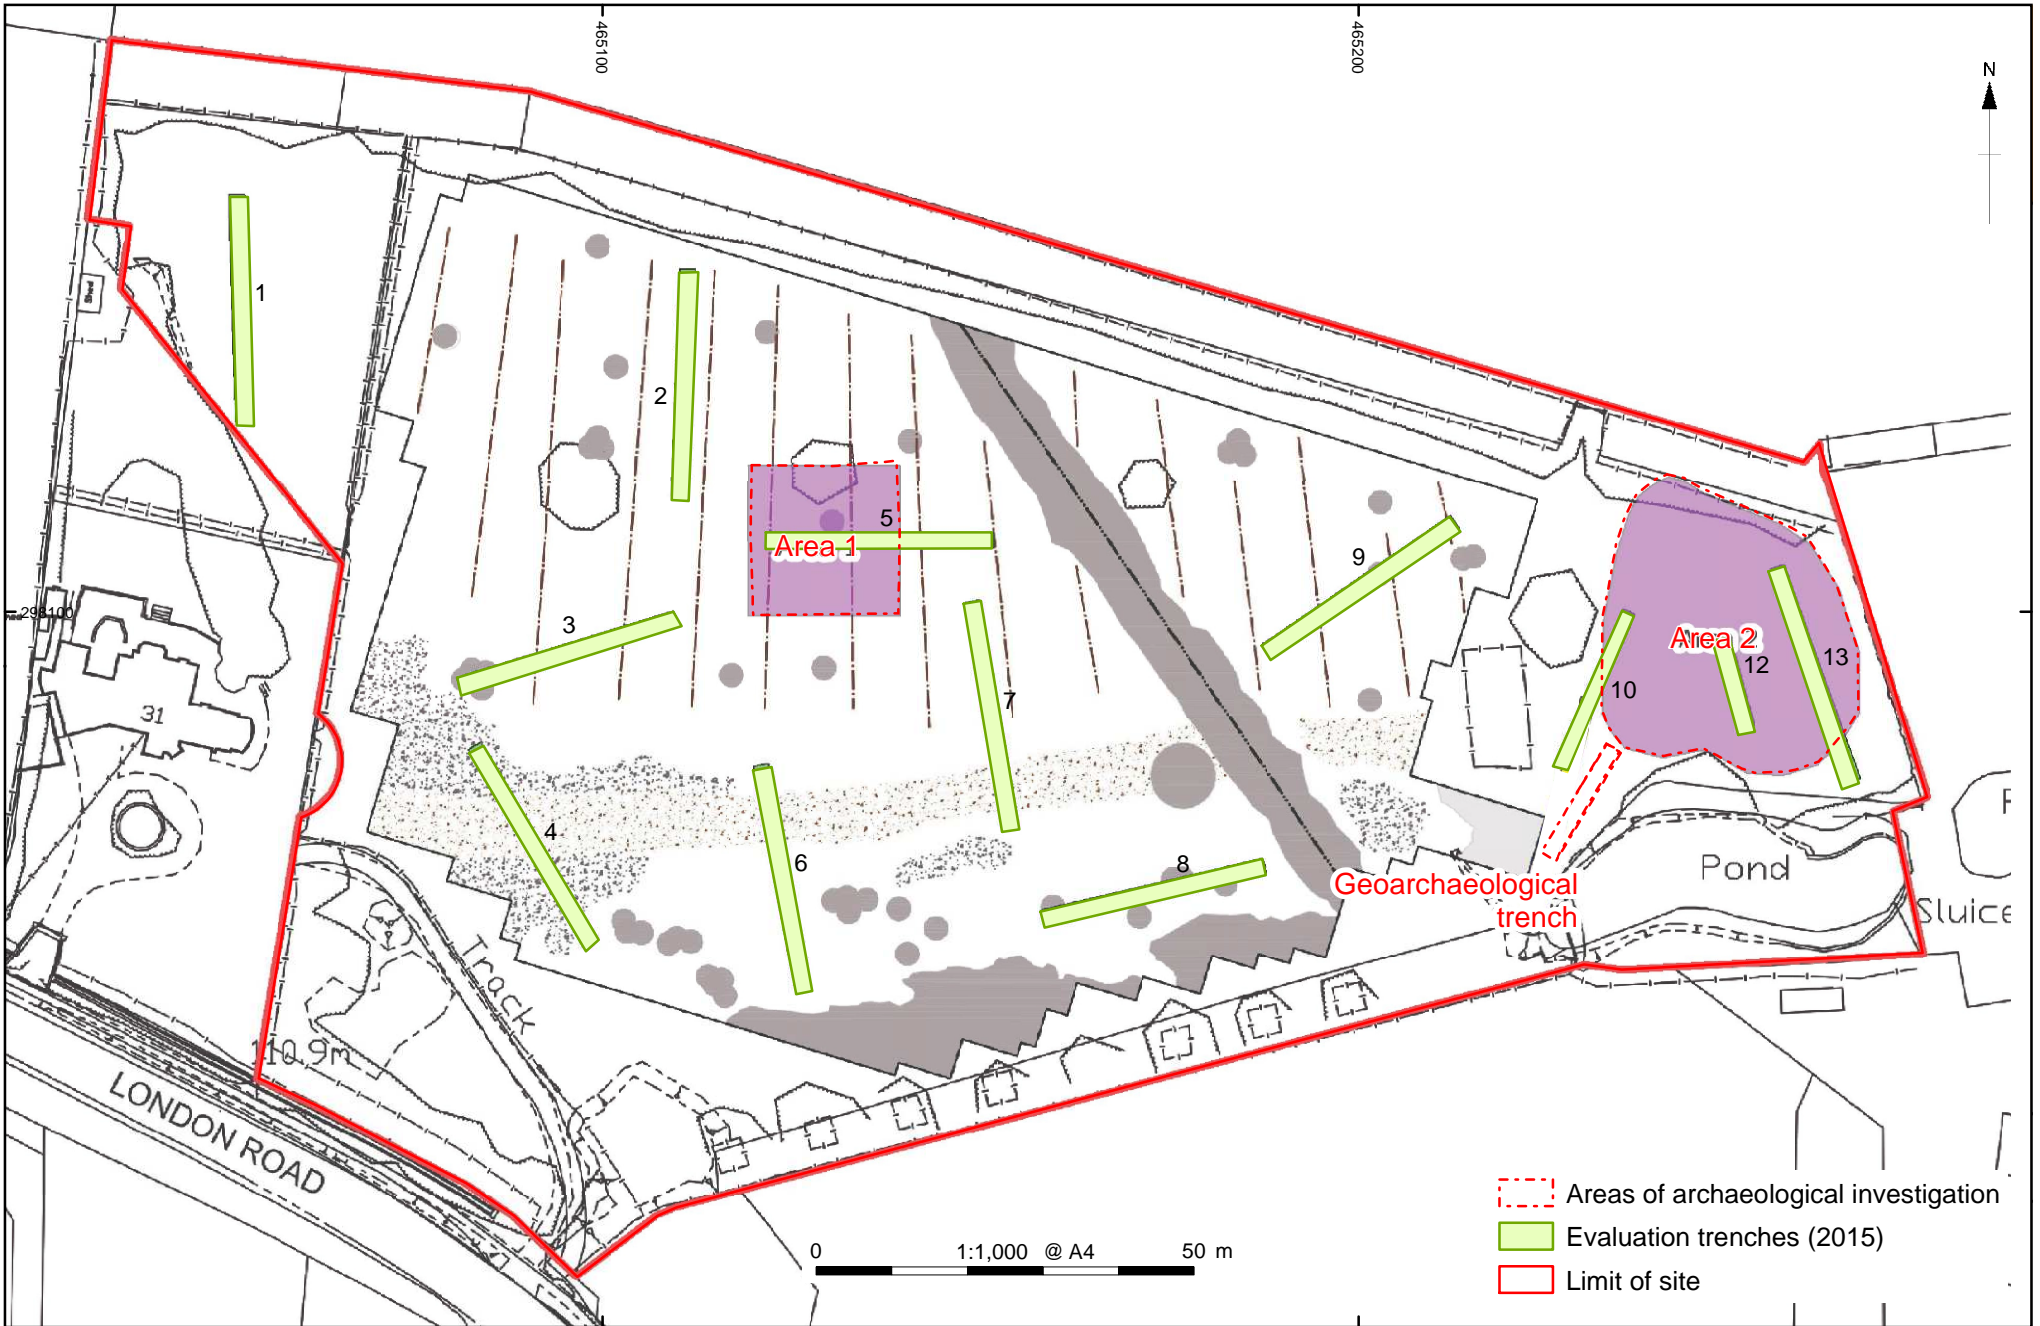 465100
465200
N
Shed
1
2
5
Area 1
9
298100
3
Area 2
12
13
10
7
31
4
6
8
Pond
Geoarchaeological
trench
Sluice
Track
110.9m
LONDON ROAD
Areas of archaeological investigation
Evaluation trenches (2015)
Limit of site
0
1:1,000 @ A4
50 m